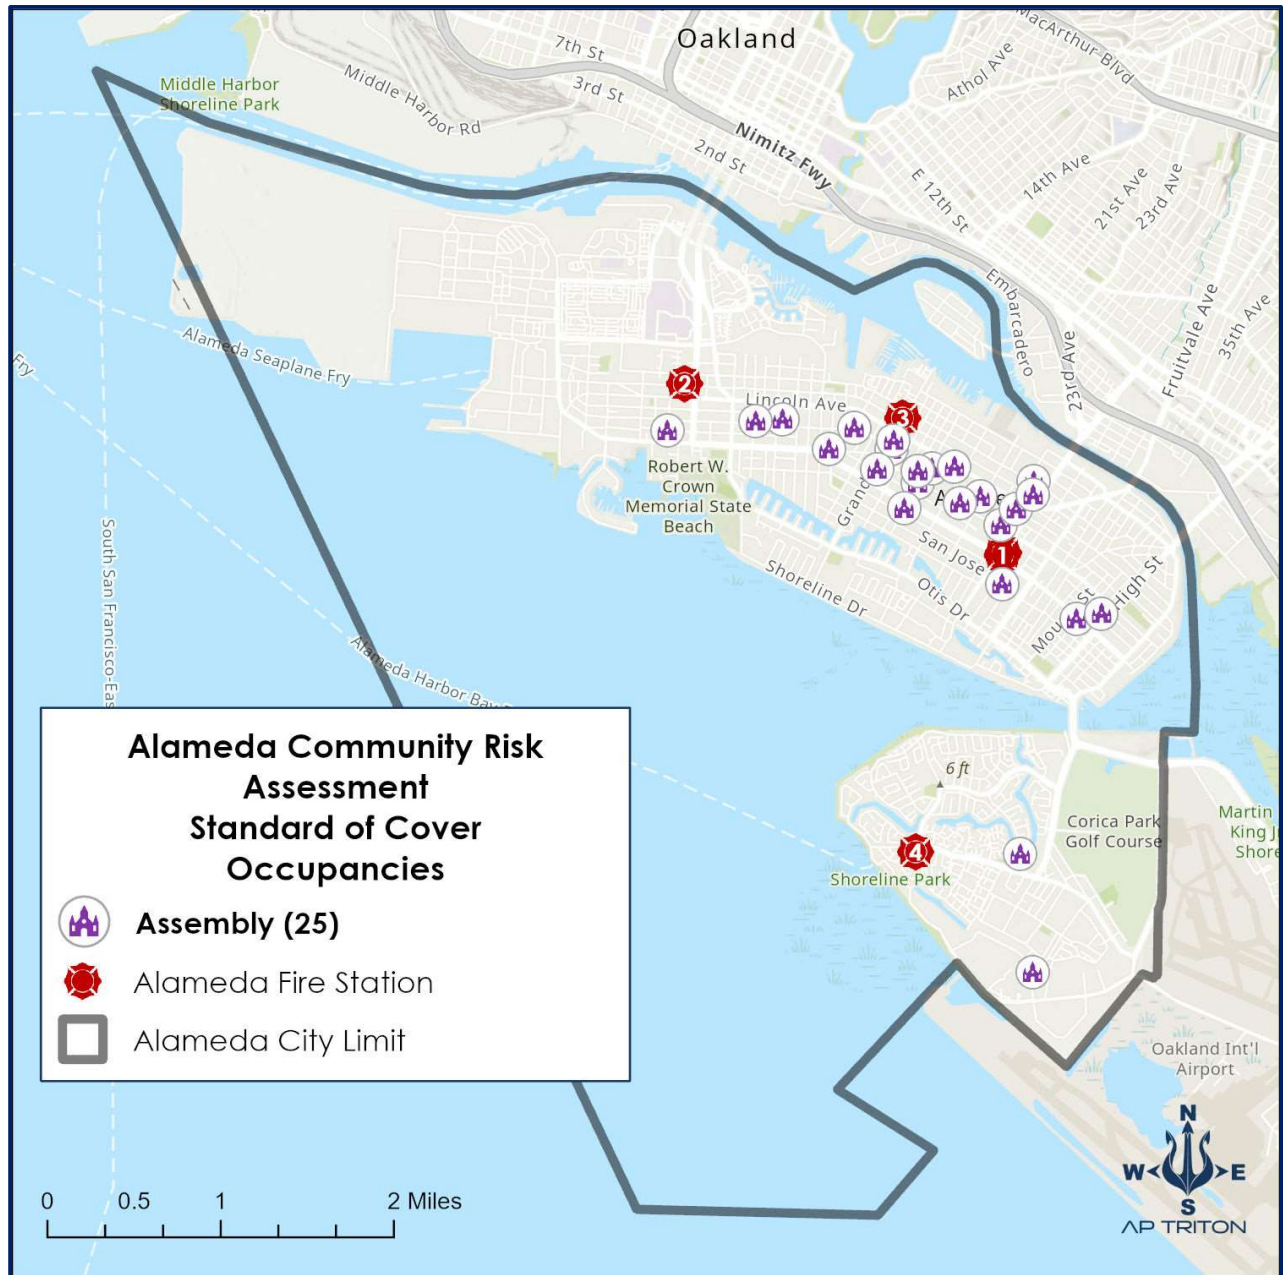 Oakland
MacArthur Blvd
7th St
Athol Ave
Middle Harbor
Shoreline Park
Middle Harbor Rd
3rd St
Nimitz Fwy
2nd St
E 12th St
14th Ave
21st Ave
23rd Ave
Embarcadero
Fruitvale Ave
35th Ave
23rd Ave
Alameda Seaplane Fry
Fry
2
Lincoln Ave
3
Robert W.
Crown
Memorial State
Beach
Grand
San Jose
1
Otis Dr
Shoreline Dr
High St
South San Francisco-Eas
Alameda Harbor Bay
6 ft
Corica Park
Golf Course
Martin
King J
Shore
4
Shoreline Park
Oakland Int'l
Airport
Alameda Community Risk
Assessment
Standard of Cover
Occupancies
Assembly (25)
Alameda Fire Station
Alameda City Limit
0 0.5 1 2 Miles
N
W E
S
AP TRITON